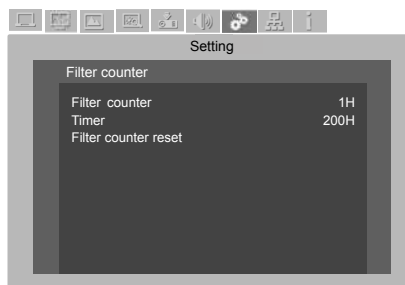 Setting
Filter counter
Filter counter 1H
Timer 200H
Filter counter reset